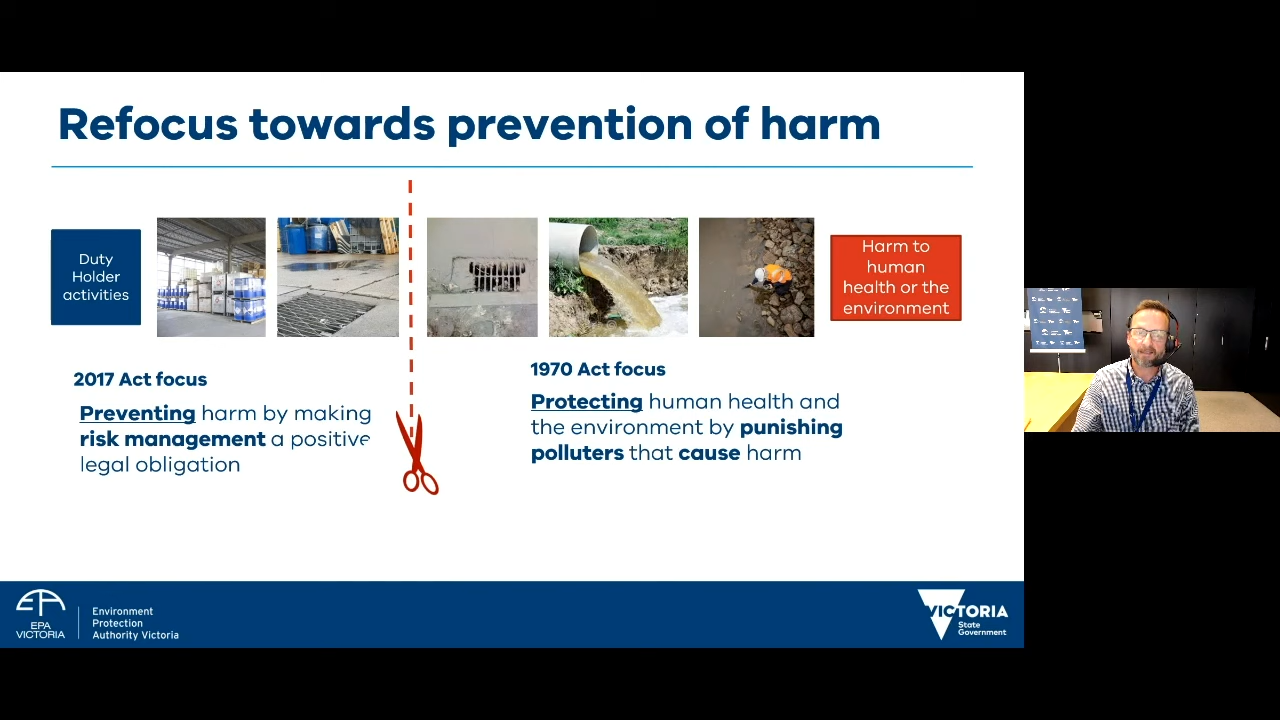 Refocus towards prevention of harm
Duty
Holder
activities
Harm to
human
health or the
environment
2017 Act focus
Preventing harm by making
risk management a positive
legal obligation
1970 Act focus
Protecting human health and
the environment by punishing
polluters that cause harm
EPA
VICTORIA
Environment
Protection
Authority Victoria
VICTORIA
State
Government